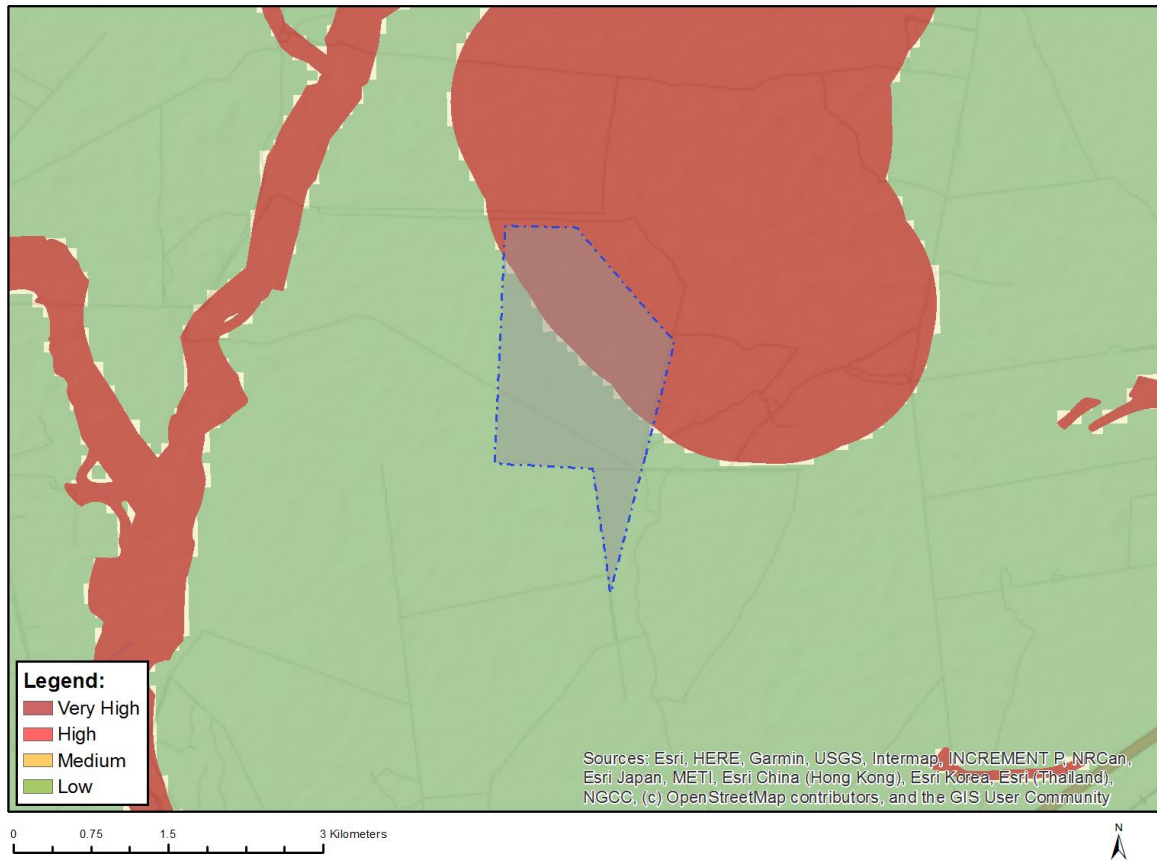 Legend:
Very High
High
Medium
Low
Sources: Esri, HERE, Garmin, USGS, Intermap, INCREMENT P, NRCan,
Esri Japan, METI, Esri China (Hong Kong), Esri Korea, Esri (Thailand),
NGCC, (c) OpenStreetMap contributors, and the GIS User Community
0 0.75 1.5 3 Kilometers
N